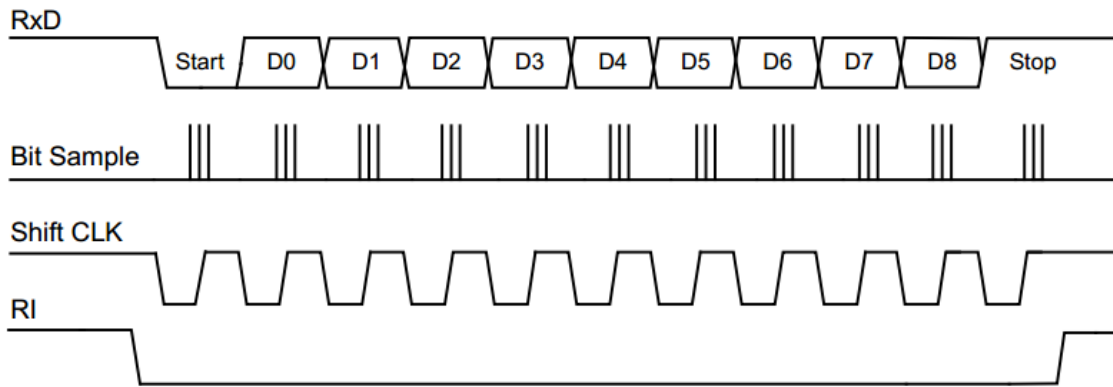 RxD
Start D0 D1 D2 D3 D4 D5 D6 D7 D8 Stop
Bit Sample
Shift CLK
RI